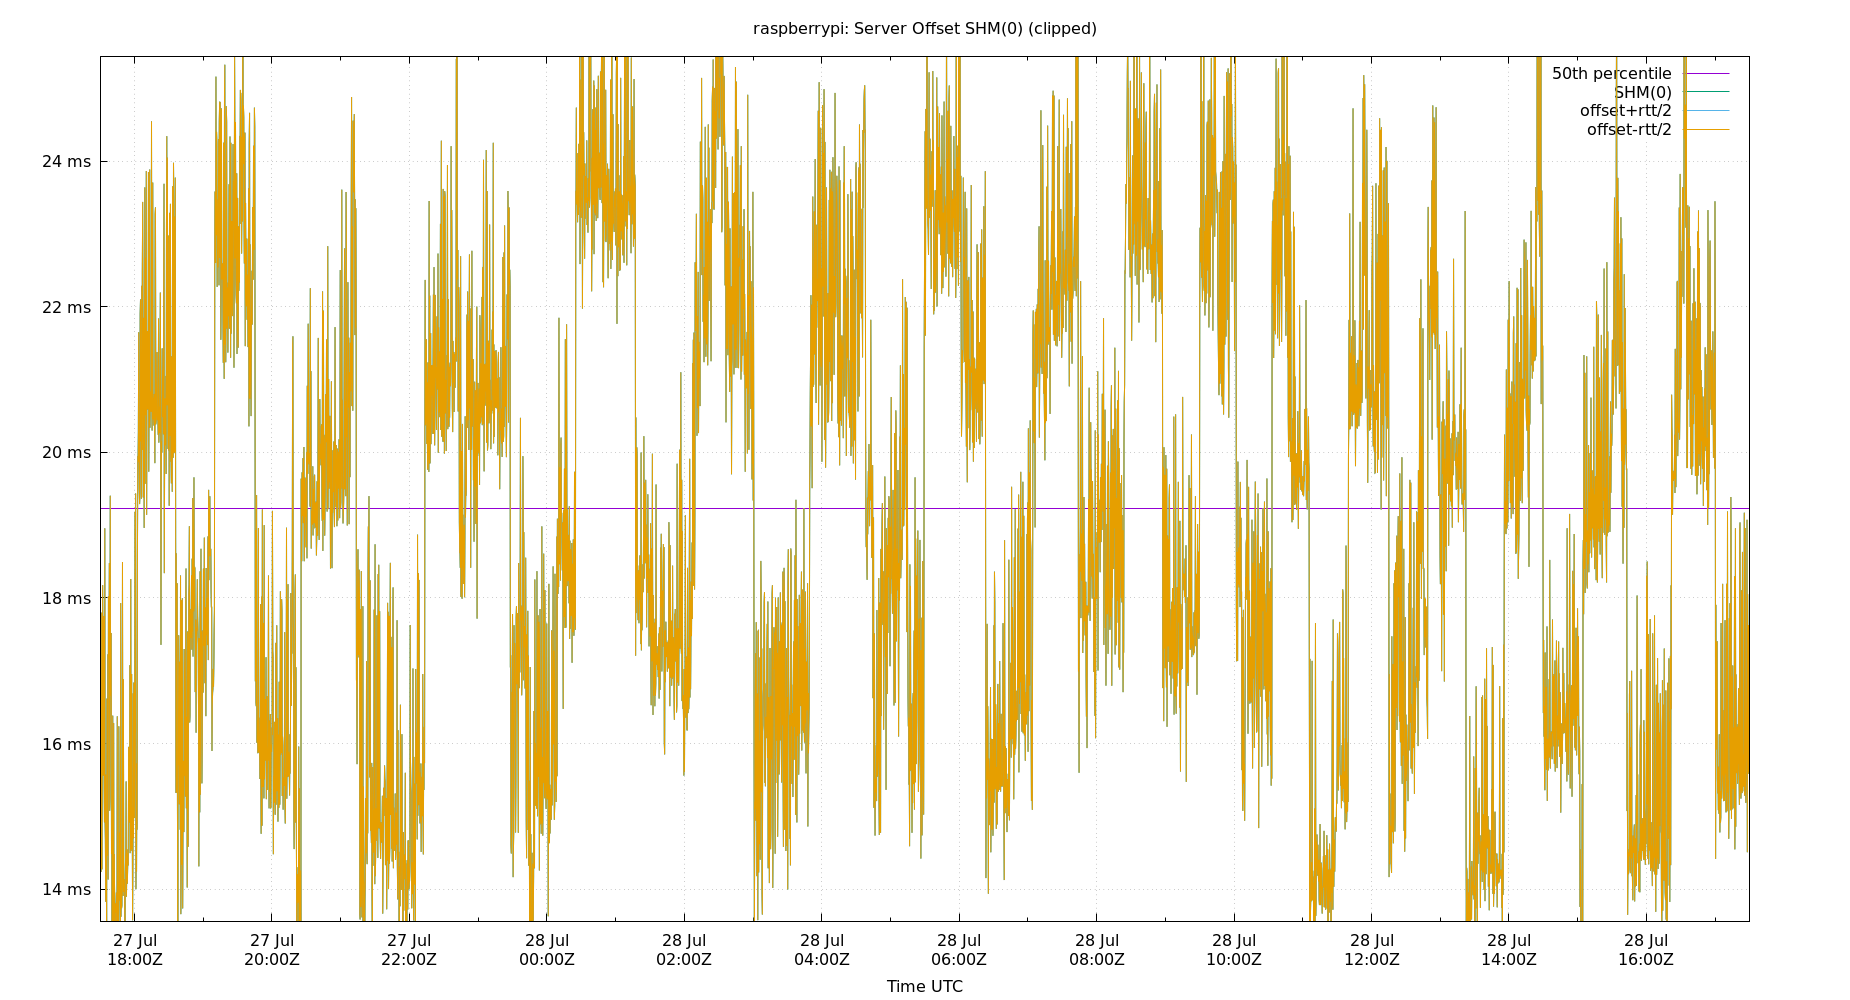 raspberrypi: Server Offset SHM(0) (clipped)
50th percentile
SHM(0)
offset+rtt/2
offset-rtt/2
24 ms
22 ms
20 ms
18 ms
16 ms
14 ms
27 Jul 27 Jul 27 Jul 28 Jul 28 Jul 28 Jul 28 Jul 28 Jul 28 Jul 28 Jul 28 Jul 28 Jul
18:00Z 20:00Z 22:00Z 00:00Z 02:00Z 04:00Z 06:00Z 08:00Z 10:00Z 12:00Z 14:00Z 16:00Z
Time UTC